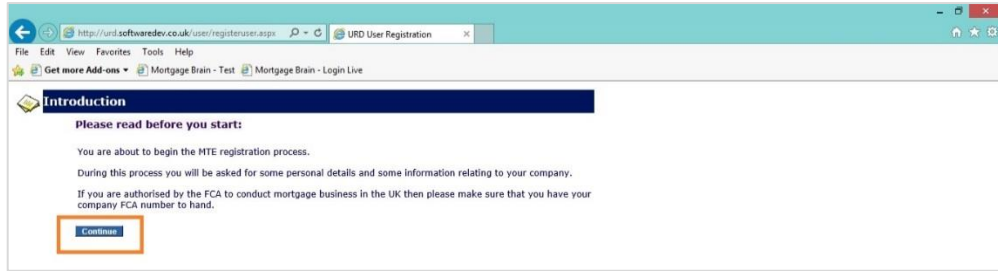 http://urd.softwaredev.co.uk/user/registeruser.aspx
URD User Registration
File Edit View Favorites Tools Help
Get more Add-ons Mortgage Brain - Test Mortgage Brain - Login Live
Introduction
Please read before you start:
You are about to begin the MTE registration process.
During this process you will be asked for some personal details and some information relating to your company.
If you are authorised by the FCA to conduct mortgage business in the UK then please make sure that you have your
company FCA number to hand.
Continue